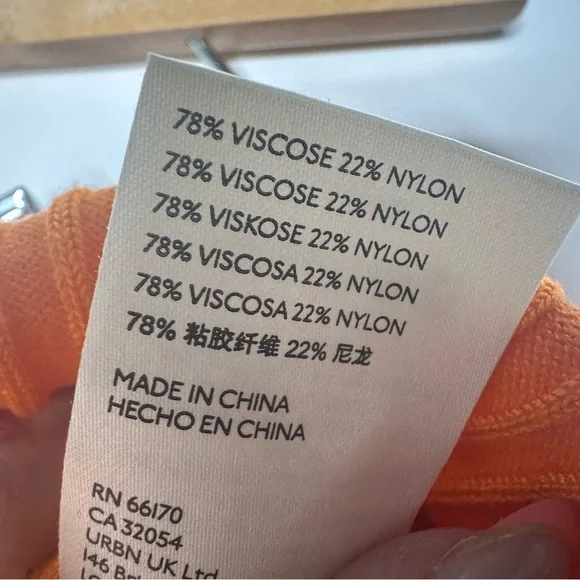 78% VISCOSE 22% NYLON
78% VISCOSE 22% NYLON
78% VISKOSE 22% NYLON
78% VISCOSA 22% NYLON
78% VISCOSA 22% NYLON
78% 粘胶纤维 22% 尼龙
MADE IN CHINA
HECHO EN CHINA
RN 66170
CA 32054
URBN UK Ltd
146